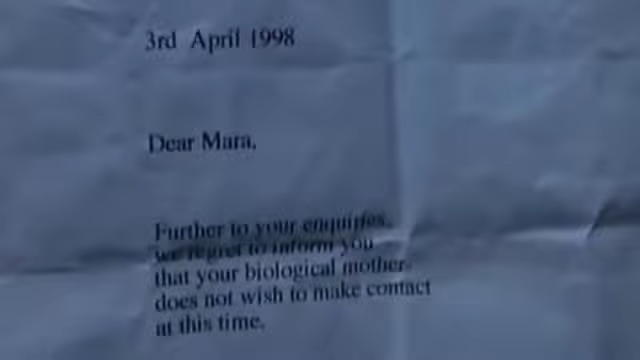 3rd April 1998
Dear Mara,
Further to your enquiries,
we regret to inform you
that your biological mother
does not wish to make contact
at this time.